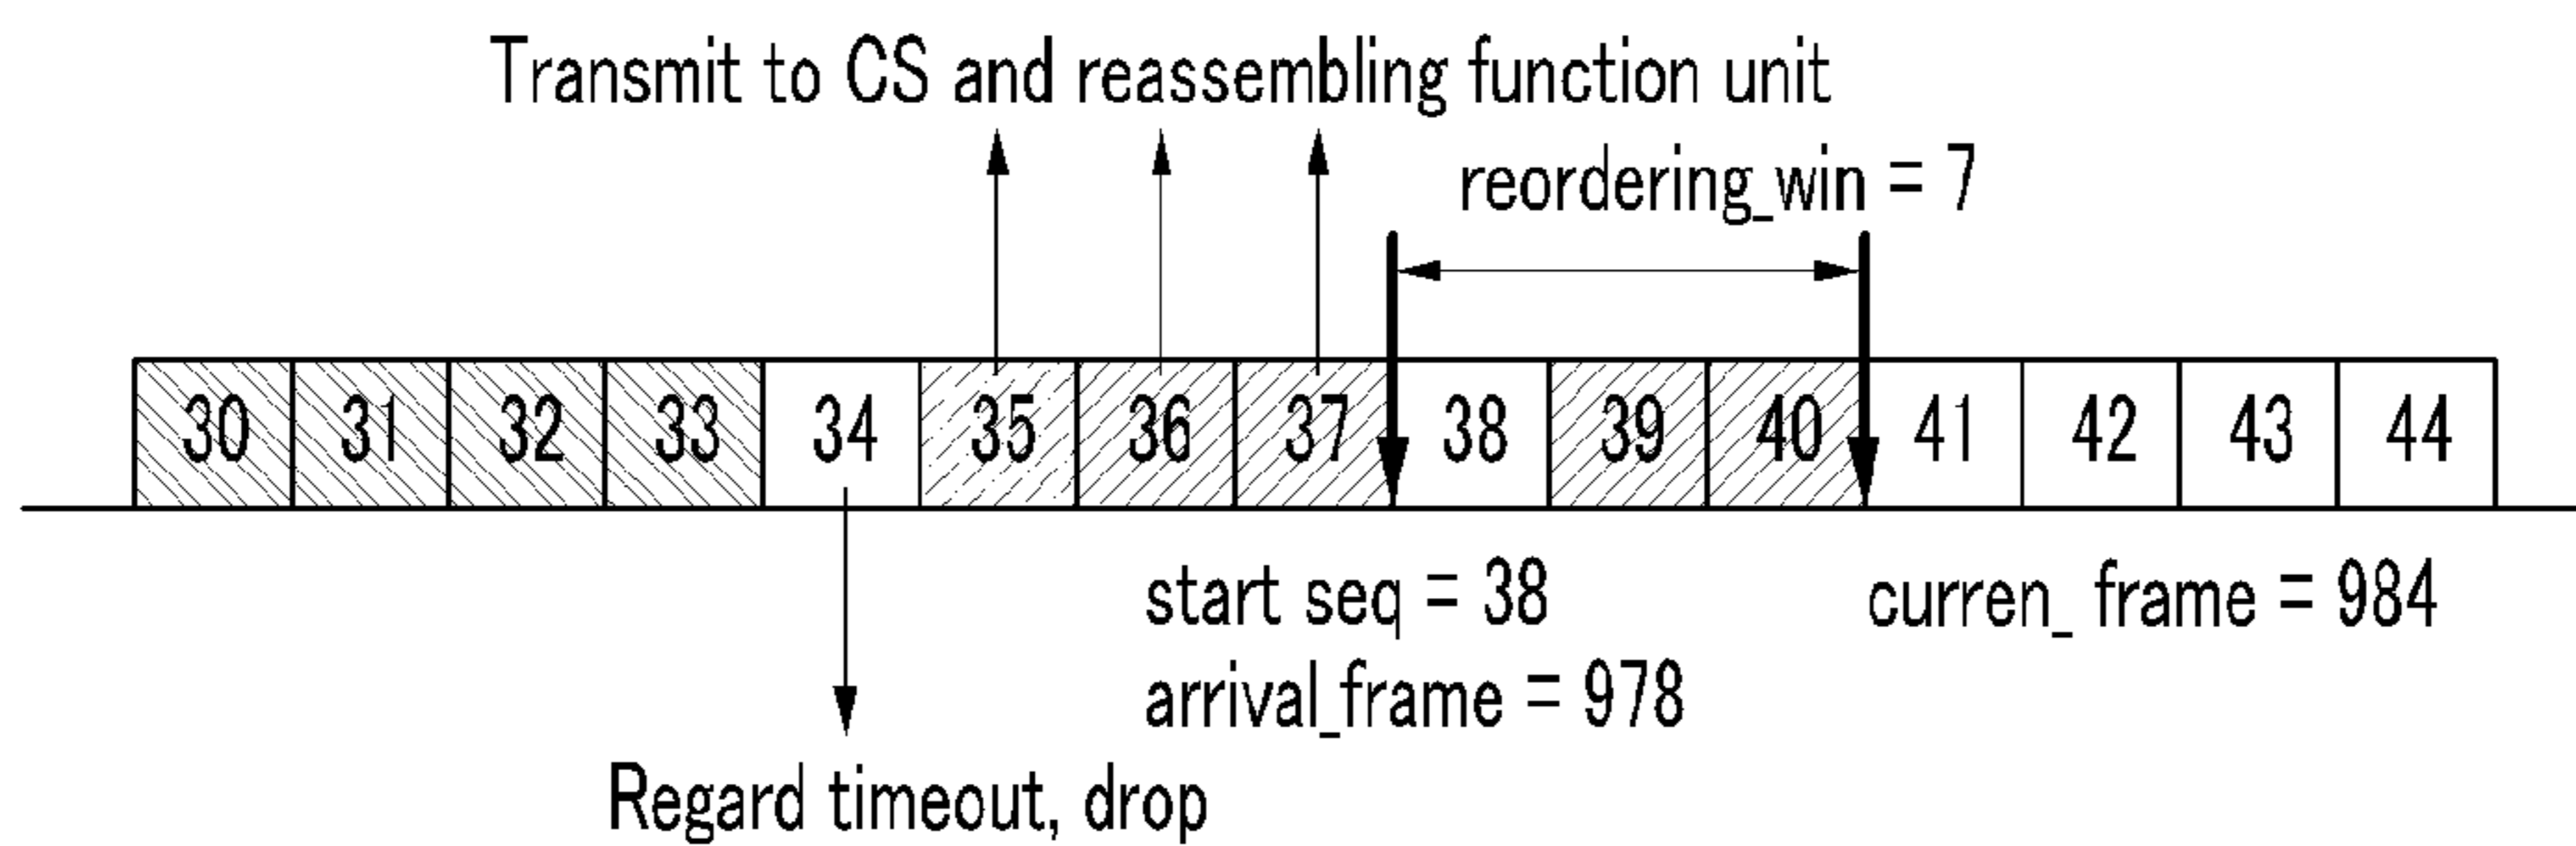 Transmit to CS and reassembling function unit
reordering_win = 7
30 31 32 33 34 35 36 37 38 39 40 41 42 43 44
start seq = 38
curren_ frame = 984
arrival_frame = 978
Regard timeout, drop